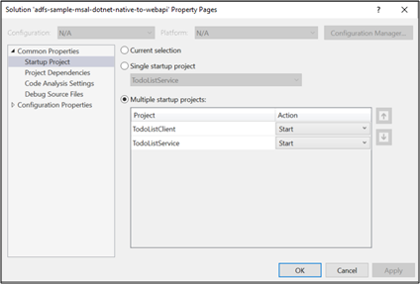 Solution 'adfs-sample-msal-dotnet-native-to-webapi' Property Pages
Configuration: N/A Platform: N/A Configuration Manager...
Common Properties
Startup Project
Project Dependencies
Code Analysis Settings
Debug Source Files
Configuration Properties
Current selection
Single startup project
TodoListService
Multiple startup projects:
Project Action
TodoListClient Start
TodoListService Start
OK Cancel Apply